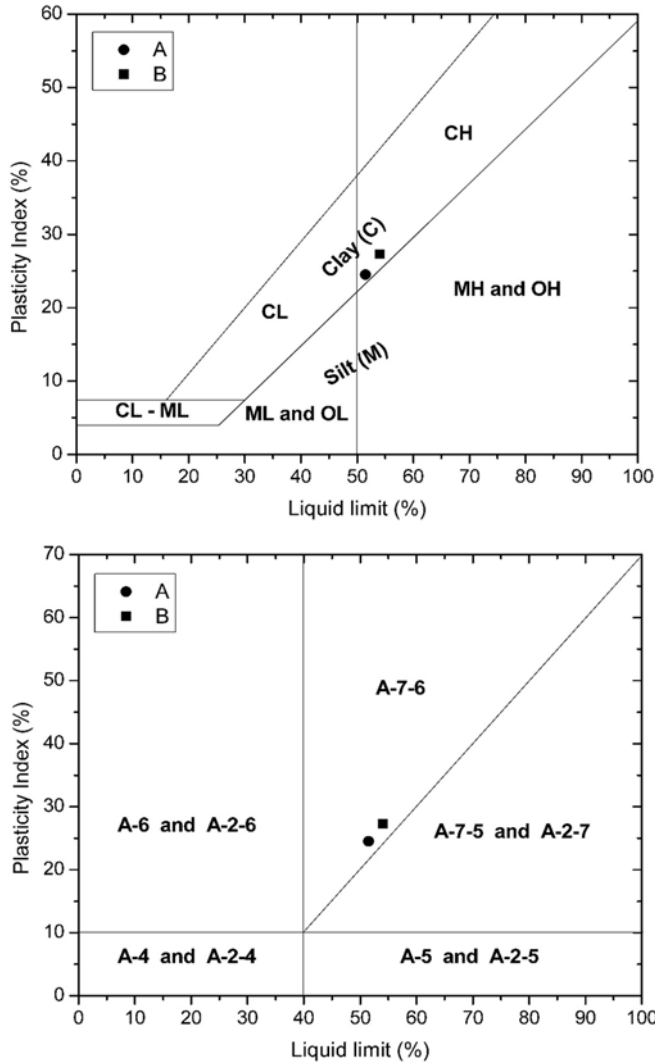 60
50
40
30
20
10
0
Plasticity Index (%)
A
B
CH
Clay (C)
CL
MH and OH
Silt (M)
CL - ML
ML and OL
0 10 20 30 40 50 60 70 80 90 100
Liquid limit (%)
70
60
50
40
30
20
10
0
Plasticity Index (%)
A
B
A-7-6
A-6 and A-2-6
A-7-5 and A-2-7
A-4 and A-2-4
A-5 and A-2-5
0 10 20 30 40 50 60 70 80 90 100
Liquid limit (%)